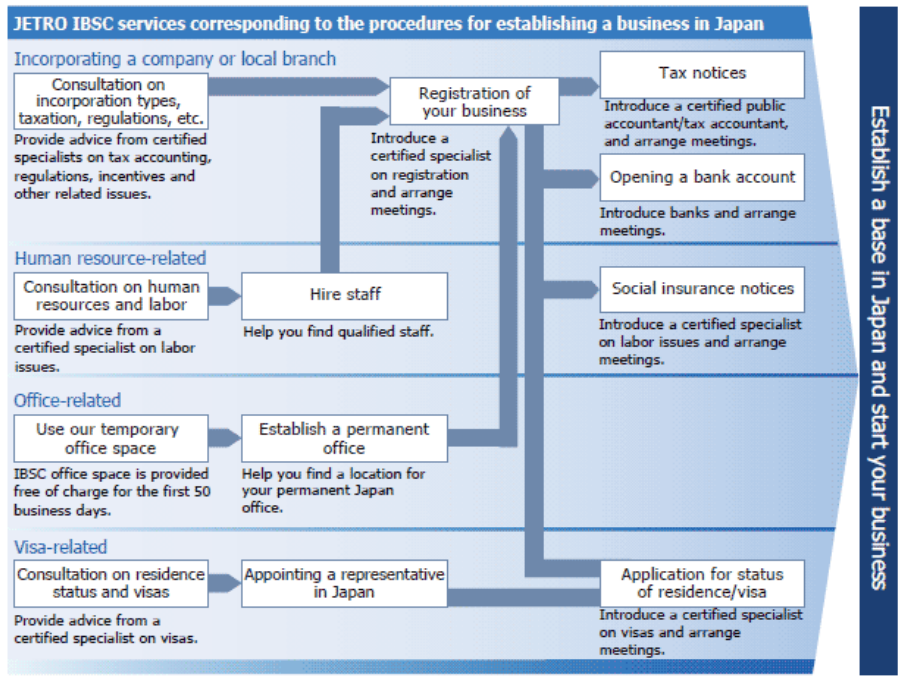 JETRO IBSC services corresponding to the procedures for establishing a business in Japan
Incorporating a company or local branch
Consultation on
incorporation types,
taxation, regulations, etc.
Provide advice from certified
specialists on tax accounting,
regulations, incentives and
other related issues.
Registration of
your business
Introduce a
certified specialist
on registration
and arrange
meetings.
Tax notices
Introduce a certified public
accountant/tax accountant,
and arrange meetings.
Opening a bank account
Introduce banks and arrange
meetings.
Human resource-related
Consultation on human
resources and labor
Provide advice from a
certified specialist on labor
issues.
Hire staff
Help you find qualified staff.
Social insurance notices
Introduce a certified specialist
on labor issues and arrange
meetings.
Office-related
Use our temporary
office space
IBSC office space is provided
free of charge for the first 50
business days.
Establish a permanent
office
Help you find a location for
your permanent Japan
office.
Visa-related
Consultation on residence
status and visas
Provide advice from a
certified specialist on visas.
Appointing a representative
in Japan
Application for status
of residence/visa
Introduce a certified specialist
on visas and arrange
meetings.
Establish a base in Japan and start your business